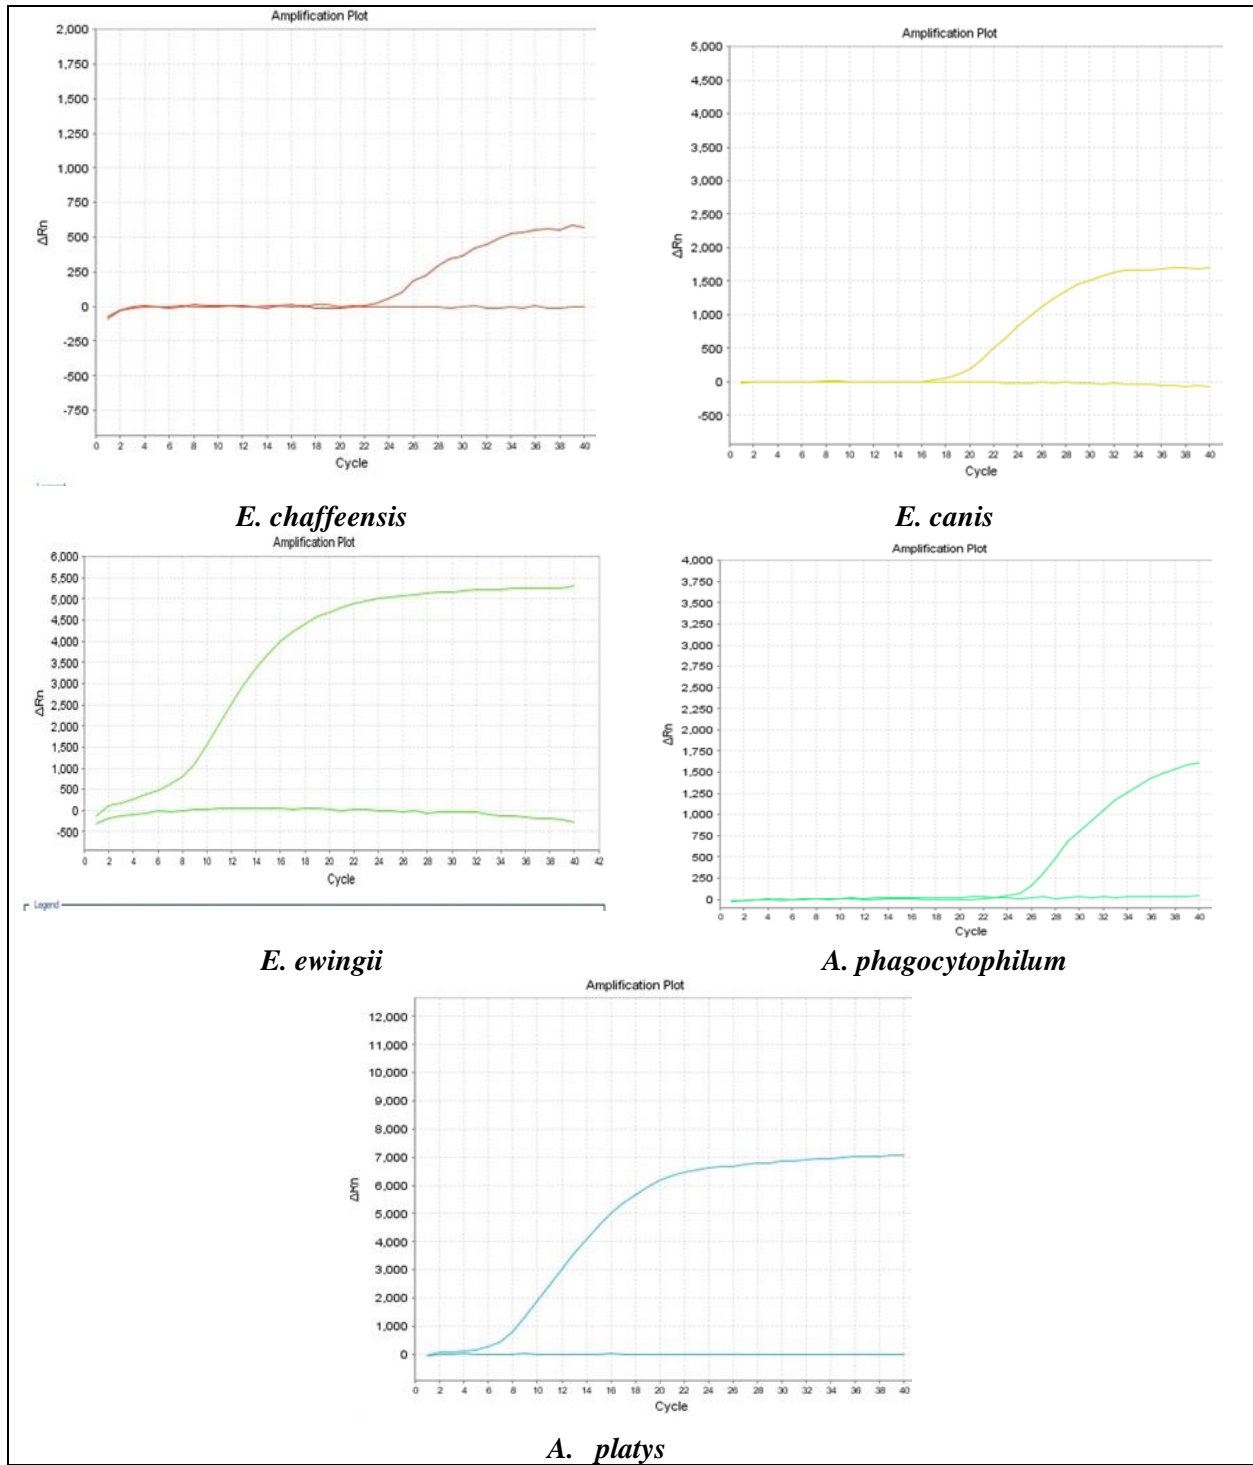 Amplification Plot
2,000
1,750
1,500
1,250
1,000
750
500
250
0
-250
-500
-750
ΔRn
0 2 4 6 8 10 12 14 16 18 20 22 24 26 28 30 32 34 36 38 40
Cycle
E. chaffeensis
Amplification Plot
5,000
4,500
4,000
3,500
3,000
2,500
2,000
1,500
1,000
500
0
-500
ΔRn
0 2 4 6 8 10 12 14 16 18 20 22 24 26 28 30 32 34 36 38 40
Cycle
E. canis
Amplification Plot
6,000
5,500
5,000
4,500
4,000
3,500
3,000
2,500
2,000
1,500
1,000
500
0
-500
ΔRn
0 2 4 6 8 10 12 14 16 18 20 22 24 26 28 30 32 34 36 38 40 42
Cycle
Legend
E. ewingii
Amplification Plot
4,000
3,750
3,500
3,250
3,000
2,750
2,500
2,250
2,000
1,750
1,500
1,250
1,000
750
500
250
0
ΔRn
0 2 4 6 8 10 12 14 16 18 20 22 24 26 28 30 32 34 36 38 40
Cycle
A. phagocytophilum
Amplification Plot
12,000
11,000
10,000
9,000
8,000
7,000
6,000
5,000
4,000
3,000
2,000
1,000
0
ΔRn
0 2 4 6 8 10 12 14 16 18 20 22 24 26 28 30 32 34 36 38 40
Cycle
A. platys